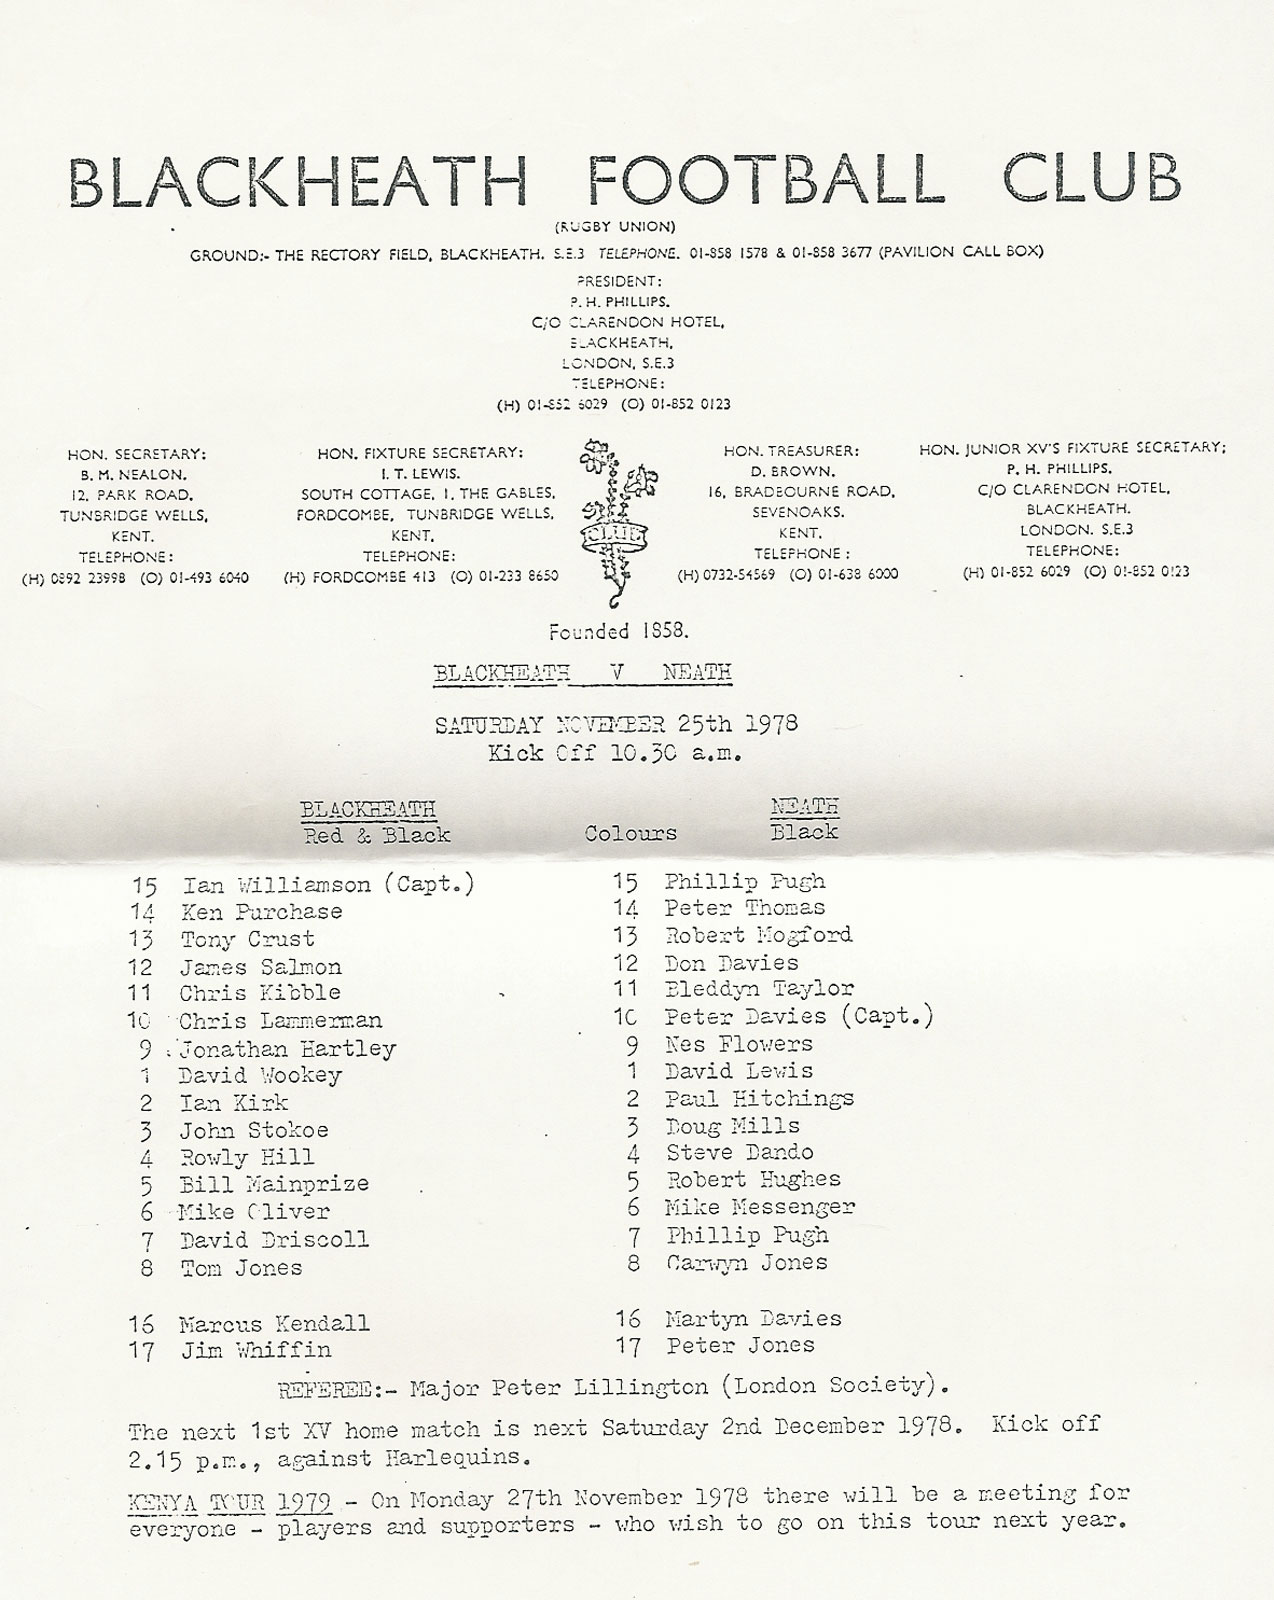 BLACKHEATH FOOTBALL CLUB
(RUGBY UNION)
GROUND:- THE RECTORY FIELD, BLACKHEATH. S.E.3 TELEPHONE. 01-858 1578 & 01-858 3677 (PAVILION CALL BOX)
PRESIDENT:
P. H. PHILLIPS.
C/O CLARENDON HOTEL,
BLACKHEATH,
LONDON, S.E.3
TELEPHONE:
(H) 01-852 6029 (O) 01-852 0123
HON. SECRETARY:
B. M. NEALON.
12, PARK ROAD,
TUNBRIDGE WELLS,
KENT.
TELEPHONE:
(H) 0892 23998 (O) 01-493 6040
HON. FIXTURE SECRETARY:
I. T. LEWIS.
SOUTH COTTAGE, 1, THE GABLES,
FORDCOMBE, TUNBRIDGE WELLS,
KENT.
TELEPHONE:
(H) FORDCOMBE 413 (O) 01-233 8650
CLUB
HON. TREASURER:
D. BROWN.
16, BRADBOURNE ROAD,
SEVENOAKS.
KENT.
TELEPHONE:
(H) 0732-54569 (O) 01-638 6000
HON. JUNIOR XV'S FIXTURE SECRETARY;
P. H. PHILLIPS.
C/O CLARENDON HOTEL,
BLACKHEATH.
LONDON. S.E.3
TELEPHONE:
(H) 01-852 6029 (O) 01-852 0123
Founded 1858.
BLACKHEATH V NEATH
SATURDAY NOVEMBER 25th 1978
Kick Off 10.30 a.m.
BLACKHEATH NEATH
Red & Black Colours Black
15 Ian Williamson (Capt.) 15 Phillip Pugh
14 Ken Purchase 14 Peter Thomas
13 Tony Crust 13 Robert Mogford
12 James Salmon 12 Don Davies
11 Chris Kibble 11 Bleddyn Taylor
10 Chris Lammerman 10 Peter Davies (Capt.)
9 Jonathan Hartley 9 Nes Flowers
1 David Wookey 1 David Lewis
2 Ian Kirk 2 Paul Hitchings
3 John Stokoe 3 Doug Mills
4 Rowly Hill 4 Steve Dando
5 Bill Mainprize 5 Robert Hughes
6 Mike Oliver 6 Mike Messenger
7 David Driscoll 7 Phillip Pugh
8 Tom Jones 8 Carwyn Jones
16 Marcus Kendall 16 Martyn Davies
17 Jim Whiffin 17 Peter Jones
REFEREE:- Major Peter Lillington (London Society).
The next 1st XV home match is next Saturday 2nd December 1978. Kick off
2.15 p.m., against Harlequins.
KENYA TOUR 1979 - On Monday 27th November 1978 there will be a meeting for
everyone - players and supporters - who wish to go on this tour next year.